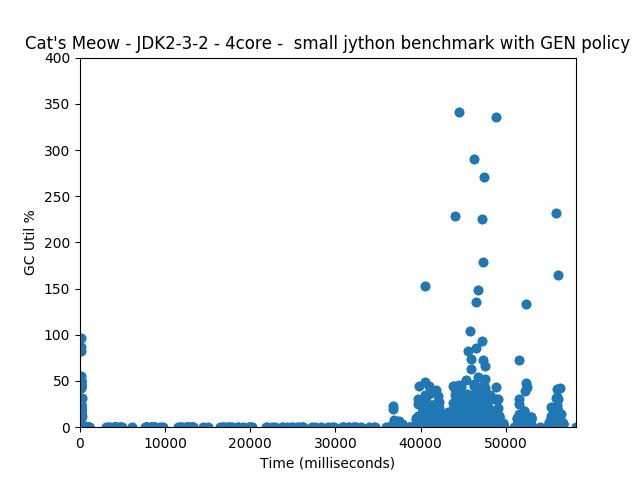 Cat's Meow - JDK2-3-2 - 4core -  small jython benchmark with GEN policy
400
350
300
250
200
150
100
50
0
GC Util %
0 10000 20000 30000 40000 50000
Time (milliseconds)